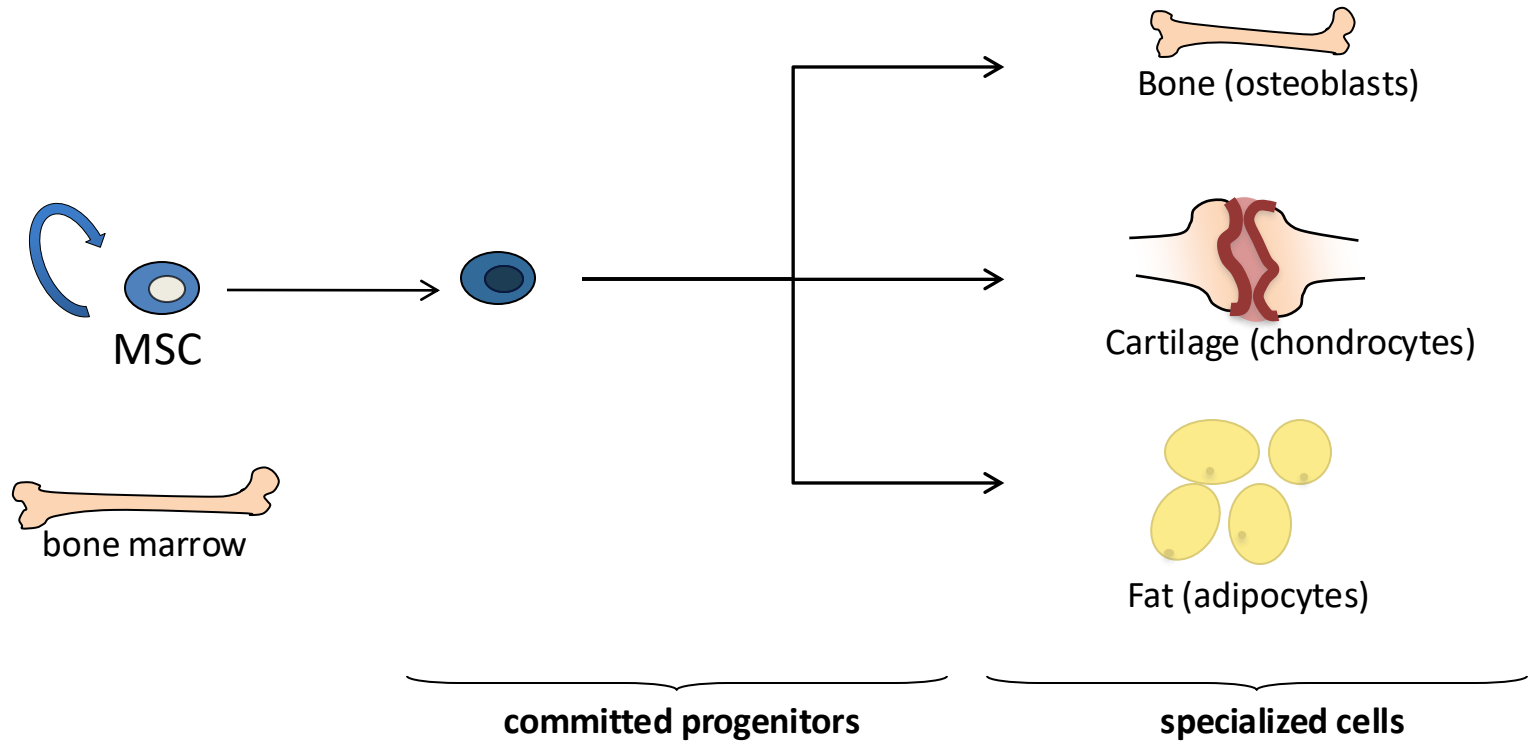 Bone (osteoblasts)
MSC
Cartilage (chondrocytes)
bone marrow
Fat (adipocytes)
committed progenitors
specialized cells